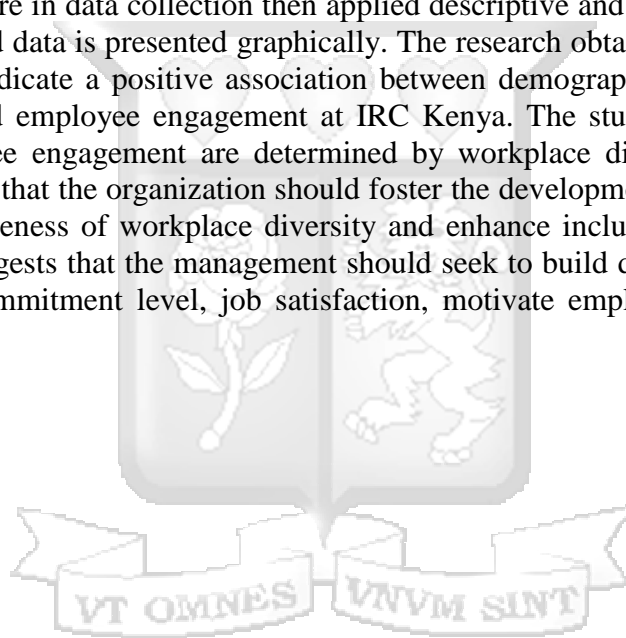 re in data collection then applied descriptive and
d data is presented graphically. The research obta
dicate a positive association between demograp
d employee engagement at IRC Kenya. The stu
ee engagement are determined by workplace di
that the organization should foster the developm
eness of workplace diversity and enhance inclu
ggests that the management should seek to build
mmitment level, job satisfaction, motivate empl
VT OMNES VNVM SINT